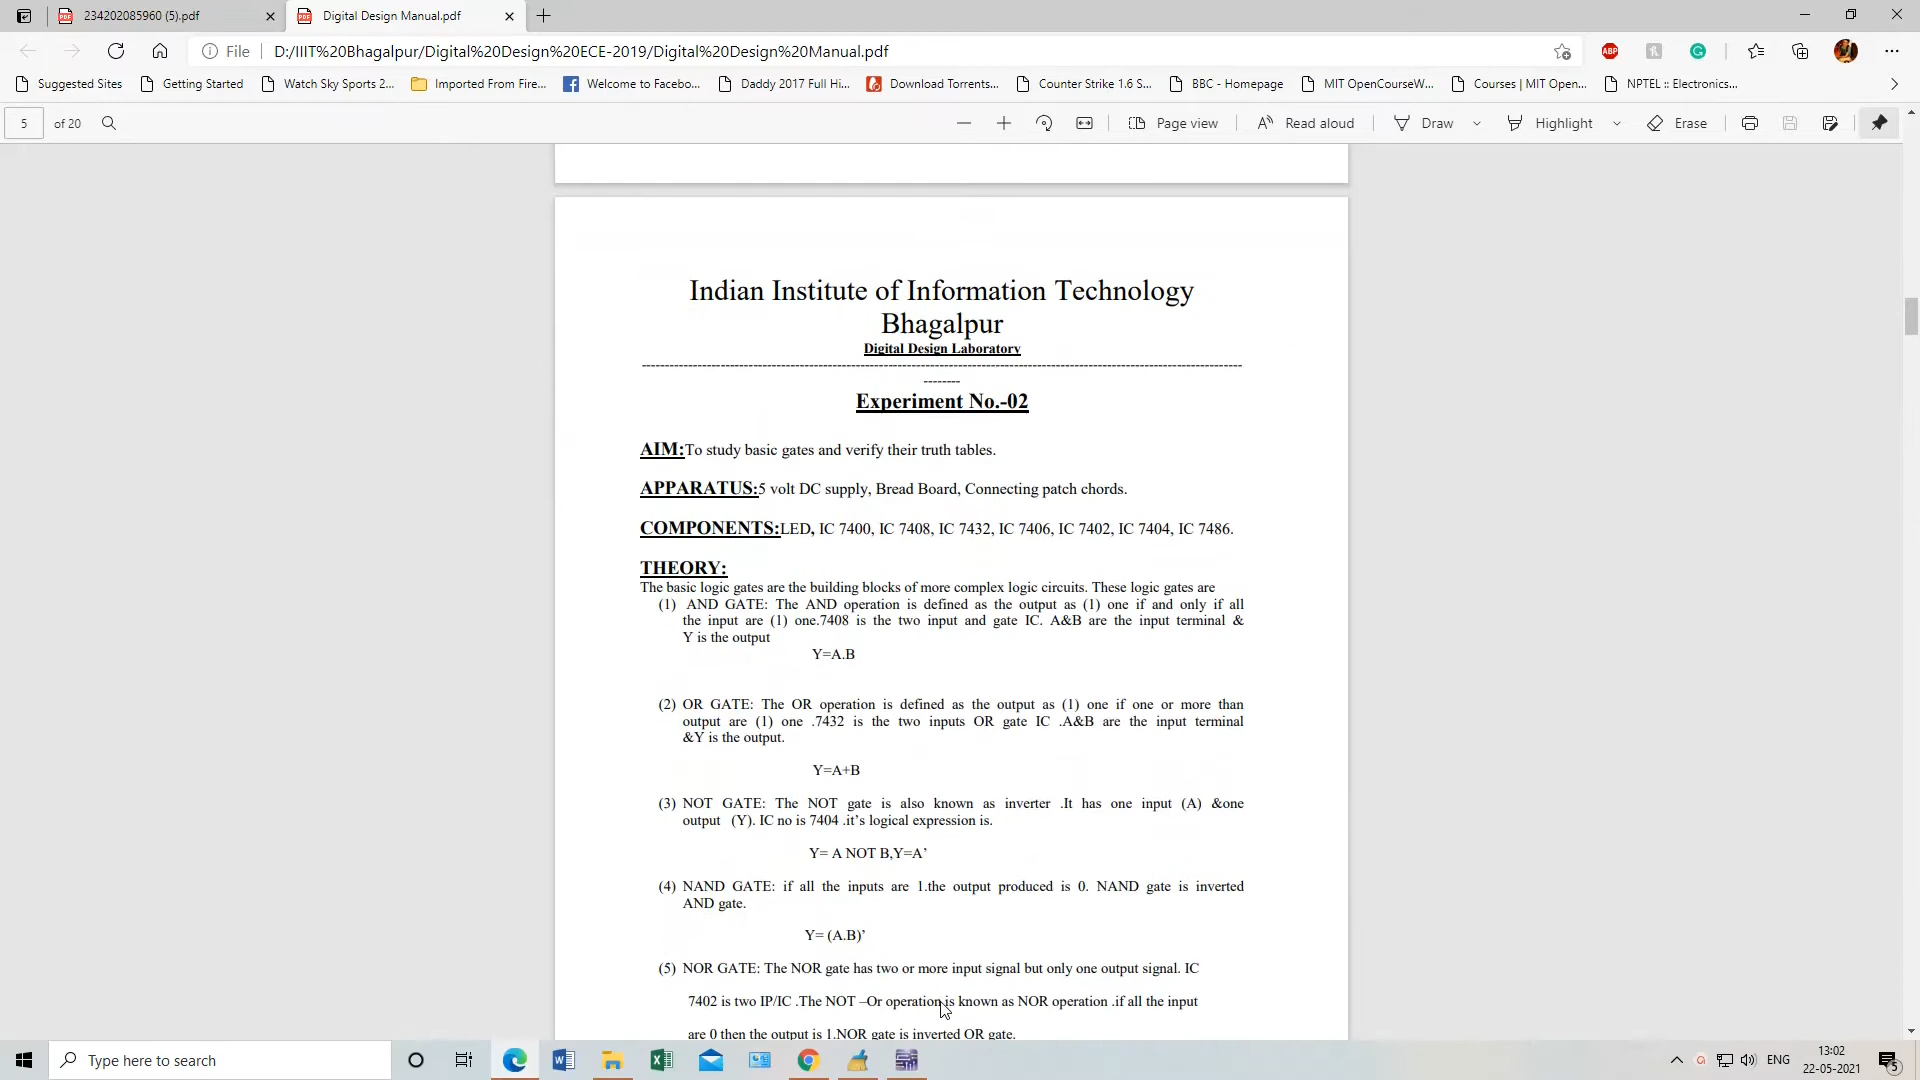 234202085960 (5).pdf
Digital Design Manual.pdf
File
D:/IIIT%20Bhagalpur/Digital%20Design%20ECE-2019/Digital%20Design%20Manual.pdf
ABP
Suggested Sites
Getting Started
Watch Sky Sports 2...
Imported From Fire...
Welcome to Facebo...
Daddy 2017 Full Hi...
Download Torrents...
Counter Strike 1.6 S...
BBC - Homepage
MIT OpenCourseW...
Courses | MIT Open...
NPTEL :: Electronics...
5 of 20
Page view
Read aloud
Draw
Highlight
Erase
Indian Institute of Information Technology
Bhagalpur
Digital Design Laboratory
Experiment No.-02
AIM:To study basic gates and verify their truth tables.
APPARATUS:5 volt DC supply, Bread Board, Connecting patch chords.
COMPONENTS:LED, IC 7400, IC 7408, IC 7432, IC 7406, IC 7402, IC 7404, IC 7486.
THEORY:
The basic logic gates are the building blocks of more complex logic circuits. These logic gates are
(1) AND GATE: The AND operation is defined as the output as (1) one if and only if all
the input are (1) one.7408 is the two input and gate IC. A&B are the input terminal &
Y is the output
Y=A.B
(2) OR GATE: The OR operation is defined as the output as (1) one if one or more than
output are (1) one .7432 is the two inputs OR gate IC .A&B are the input terminal
&Y is the output.
Y=A+B
(3) NOT GATE: The NOT gate is also known as inverter .It has one input (A) &one
output (Y). IC no is 7404 .it’s logical expression is.
Y= A NOT B,Y=A’
(4) NAND GATE: if all the inputs are 1.the output produced is 0. NAND gate is inverted
AND gate.
Y= (A.B)’
(5) NOR GATE: The NOR gate has two or more input signal but only one output signal. IC
7402 is two IP/IC .The NOT –Or operation is known as NOR operation .if all the input
are 0 then the output is 1.NOR gate is inverted OR gate.
Type here to search
ENG
13:02
22-05-2021
5